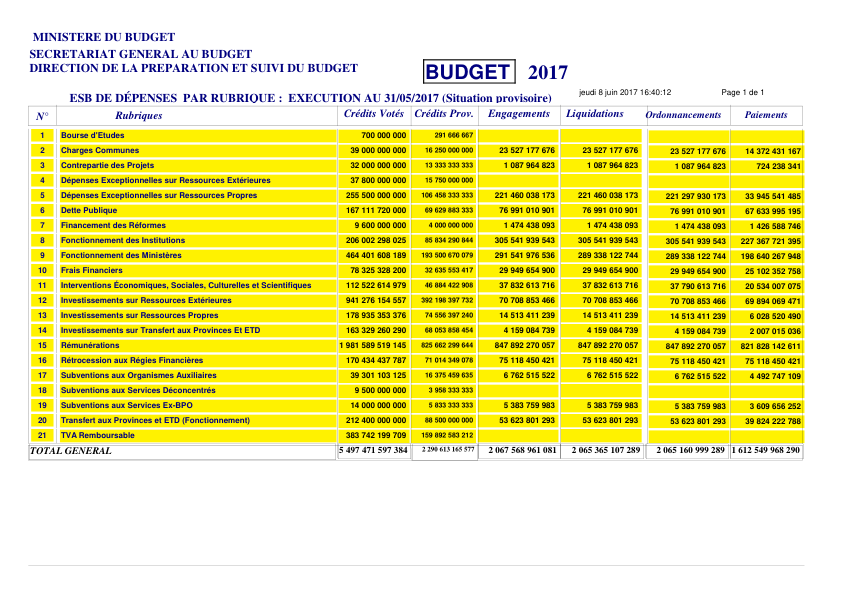 MINISTERE DU BUDGET
SECRETARIAT GENERAL AU BUDGET
DIRECTION DE LA PREPARATION ET SUIVI DU BUDGET
BUDGET 2017
jeudi 8 juin 2017 16:40:12 Page 1 de 1
ESB DE DÉPENSES PAR RUBRIQUE : EXECUTION AU 31/05/2017 (Situation provisoire)
N° Rubriques Crédits Votés Crédits Prov. Engagements Liquidations Ordonnancements Paiements
1 Bourse d'Etudes 700 000 000 291 666 667
2 Charges Communes 39 000 000 000 16 250 000 000 23 527 177 676 23 527 177 676 23 527 177 676 14 372 431 167
3 Contrepartie des Projets 32 000 000 000 13 333 333 333 1 087 964 823 1 087 964 823 1 087 964 823 724 238 341
4 Dépenses Exceptionnelles sur Ressources Extérieures 37 800 000 000 15 750 000 000
5 Dépenses Exceptionnelles sur Ressources Propres 255 500 000 000 106 458 333 333 221 460 038 173 221 460 038 173 221 297 930 173 33 945 541 485
6 Dette Publique 167 111 720 000 69 629 883 333 76 991 010 901 76 991 010 901 76 991 010 901 67 633 995 195
7 Financement des Réformes 9 600 000 000 4 000 000 000 1 474 438 093 1 474 438 093 1 474 438 093 1 426 588 746
8 Fonctionnement des Institutions 206 002 298 025 85 834 290 844 305 541 939 543 305 541 939 543 305 541 939 543 227 367 721 395
9 Fonctionnement des Ministères 464 401 608 189 193 500 670 079 291 541 976 536 289 338 122 744 289 338 122 744 198 640 267 948
10 Frais Financiers 78 325 328 200 32 635 553 417 29 949 654 900 29 949 654 900 29 949 654 900 25 102 352 758
11 Interventions Économiques, Sociales, Culturelles et Scientifiques 112 522 614 979 46 884 422 908 37 832 613 716 37 832 613 716 37 790 613 716 20 534 007 075
12 Investissements sur Ressources Extérieures 941 276 154 557 392 198 397 732 70 708 853 466 70 708 853 466 70 708 853 466 69 894 069 471
13 Investissements sur Ressources Propres 178 935 353 376 74 556 397 240 14 513 411 239 14 513 411 239 14 513 411 239 6 028 520 490
14 Investissements sur Transfert aux Provinces Et ETD 163 329 260 290 68 053 858 454 4 159 084 739 4 159 084 739 4 159 084 739 2 007 015 036
15 Rémunérations 1 981 589 519 145 825 662 299 644 847 892 270 057 847 892 270 057 847 892 270 057 821 828 142 611
16 Rétrocession aux Régies Financières 170 434 437 787 71 014 349 078 75 118 450 421 75 118 450 421 75 118 450 421 75 118 450 421
17 Subventions aux Organismes Auxiliaires 39 301 103 125 16 375 459 635 6 762 515 522 6 762 515 522 6 762 515 522 4 492 747 109
18 Subventions aux Services Déconcentrés 9 500 000 000 3 958 333 333
19 Subventions aux Services Ex-BPO 14 000 000 000 5 833 333 333 5 383 759 983 5 383 759 983 5 383 759 983 3 609 656 252
20 Transfert aux Provinces et ETD (Fonctionnement) 212 400 000 000 88 500 000 000 53 623 801 293 53 623 801 293 53 623 801 293 39 824 222 788
21 TVA Remboursable 383 742 199 709 159 892 583 212
TOTAL GENERAL 5 497 471 597 384 2 290 613 165 577 2 067 568 961 081 2 065 365 107 289 2 065 160 999 289 1 612 549 968 290